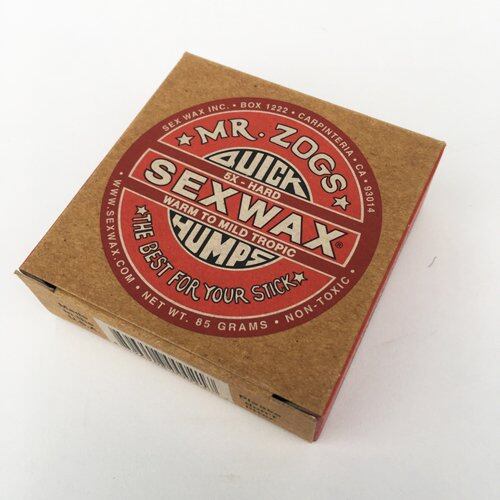 SEX WAX INC. • BOX 1222 • CARPINTERIA, • CA • 93014
MR. ZOGS
QUICK
5X - HARD
SEXWAX®
WARM TO MILD TROPIC
HUMPS
THE BEST FOR YOUR STICK
• WWW.SEXWAX.COM • NET WT. 85 GRAMS • NON-TOXIC •